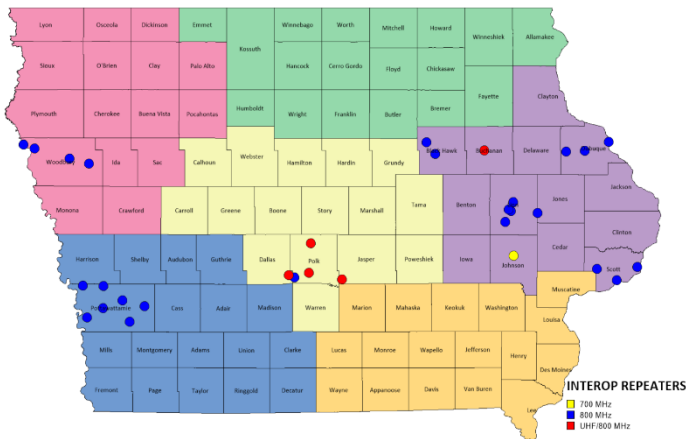 Lyon Osceola Dickinson Emmet Winnebago Worth Mitchell Howard Winneshiek Allamakee
Kossuth
Sioux O'Brien Clay Palo Alto Hancock Cerro Gordo Floyd Chickasaw
Fayette Clayton
Plymouth Cherokee Buena Vista Pocahontas Humboldt Wright Franklin Butler Bremer
Webster Black Hawk Buchanan Delaware Dubuque
Woodbury Ida Sac Calhoun Hamilton Hardin Grundy
Jackson
Monona Crawford Carroll Greene Boone Story Marshall Tama Benton Jones
Clinton
Cedar
Harrison Shelby Audubon Guthrie Dallas Polk Jasper Poweshiek Iowa Johnson Scott
Muscatine
Pottawattamie Cass Adair Madison Warren Marion Mahaska Keokuk Washington
Louisa
Mills Montgomery Adams Union Clarke Lucas Monroe Wapello Jefferson Henry
Des Moines
Fremont Page Taylor Ringgold Decatur Wayne Appanoose Davis Van Buren
Lee
INTEROP REPEATERS
700 MHz
800 MHz
UHF/800 MHz